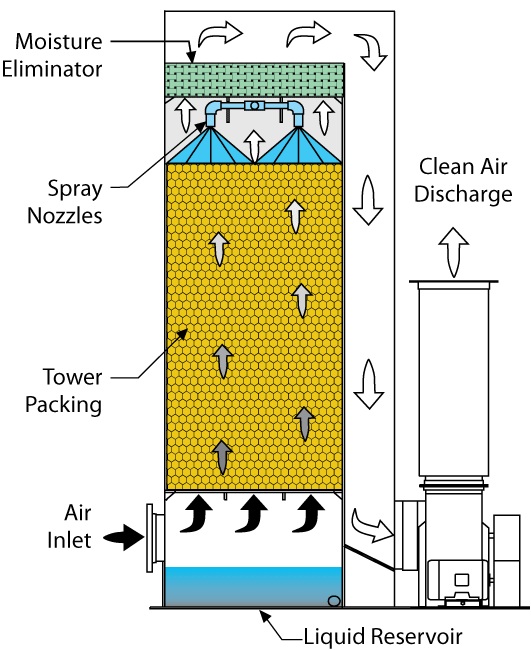 Moisture
Eliminator
Spray
Nozzles
Clean Air
Discharge
Tower
Packing
Air
Inlet
Liquid Reservoir